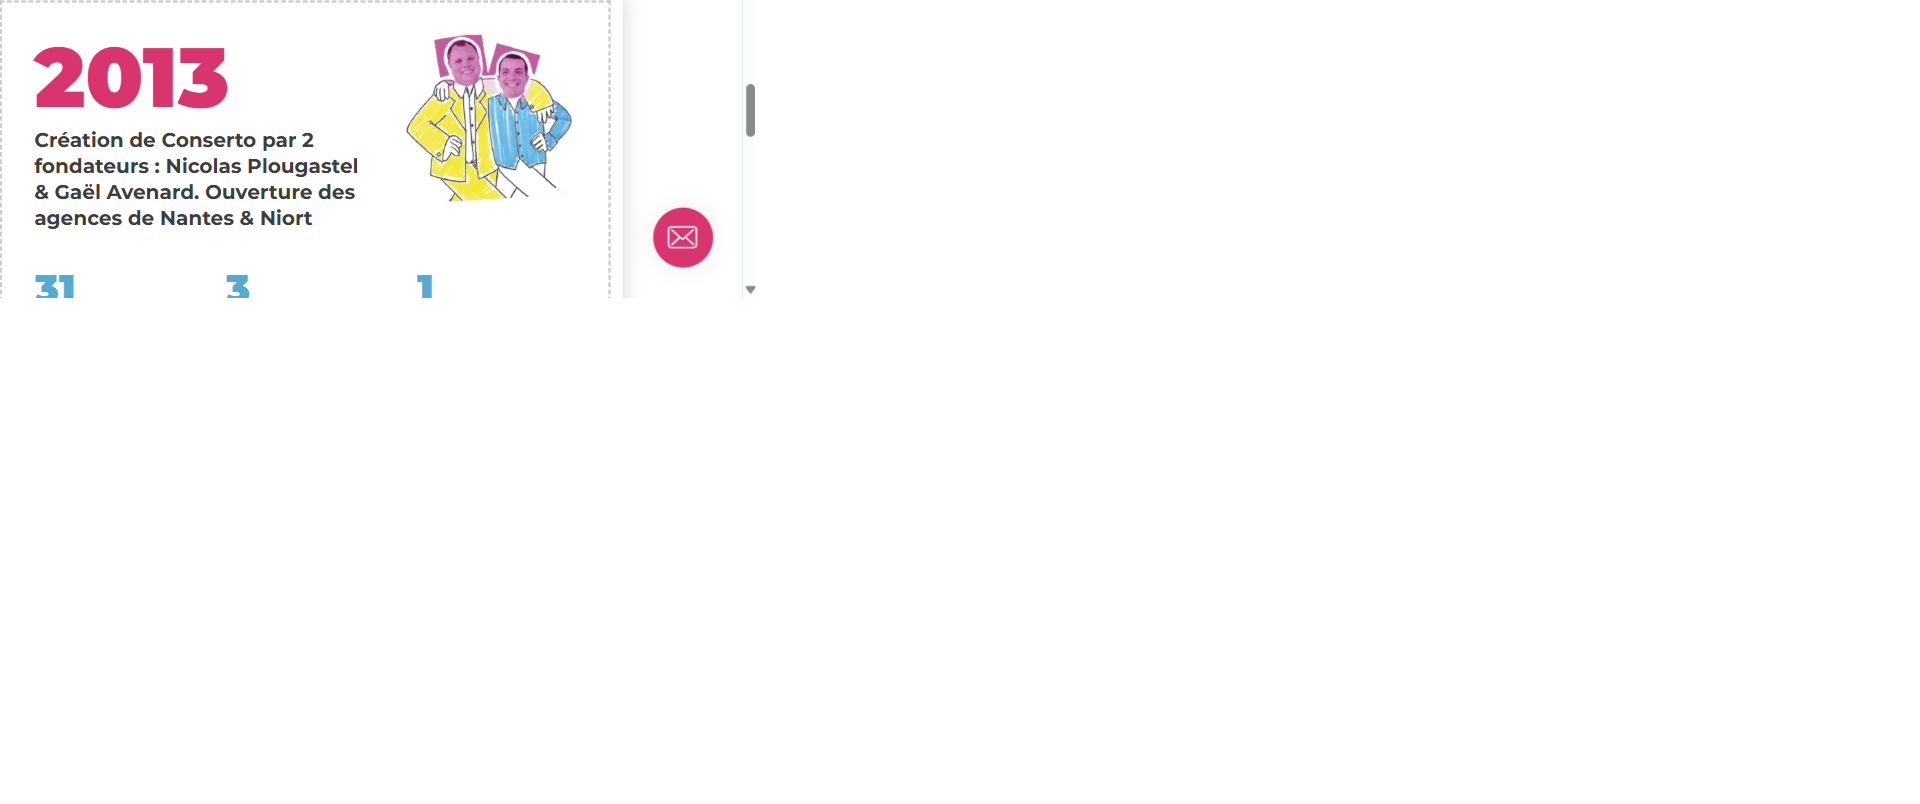 2013
Création de Conserto par 2
fondateurs : Nicolas Plougastel
& Gaël Avenard. Ouverture des
agences de Nantes & Niort
31 3 1